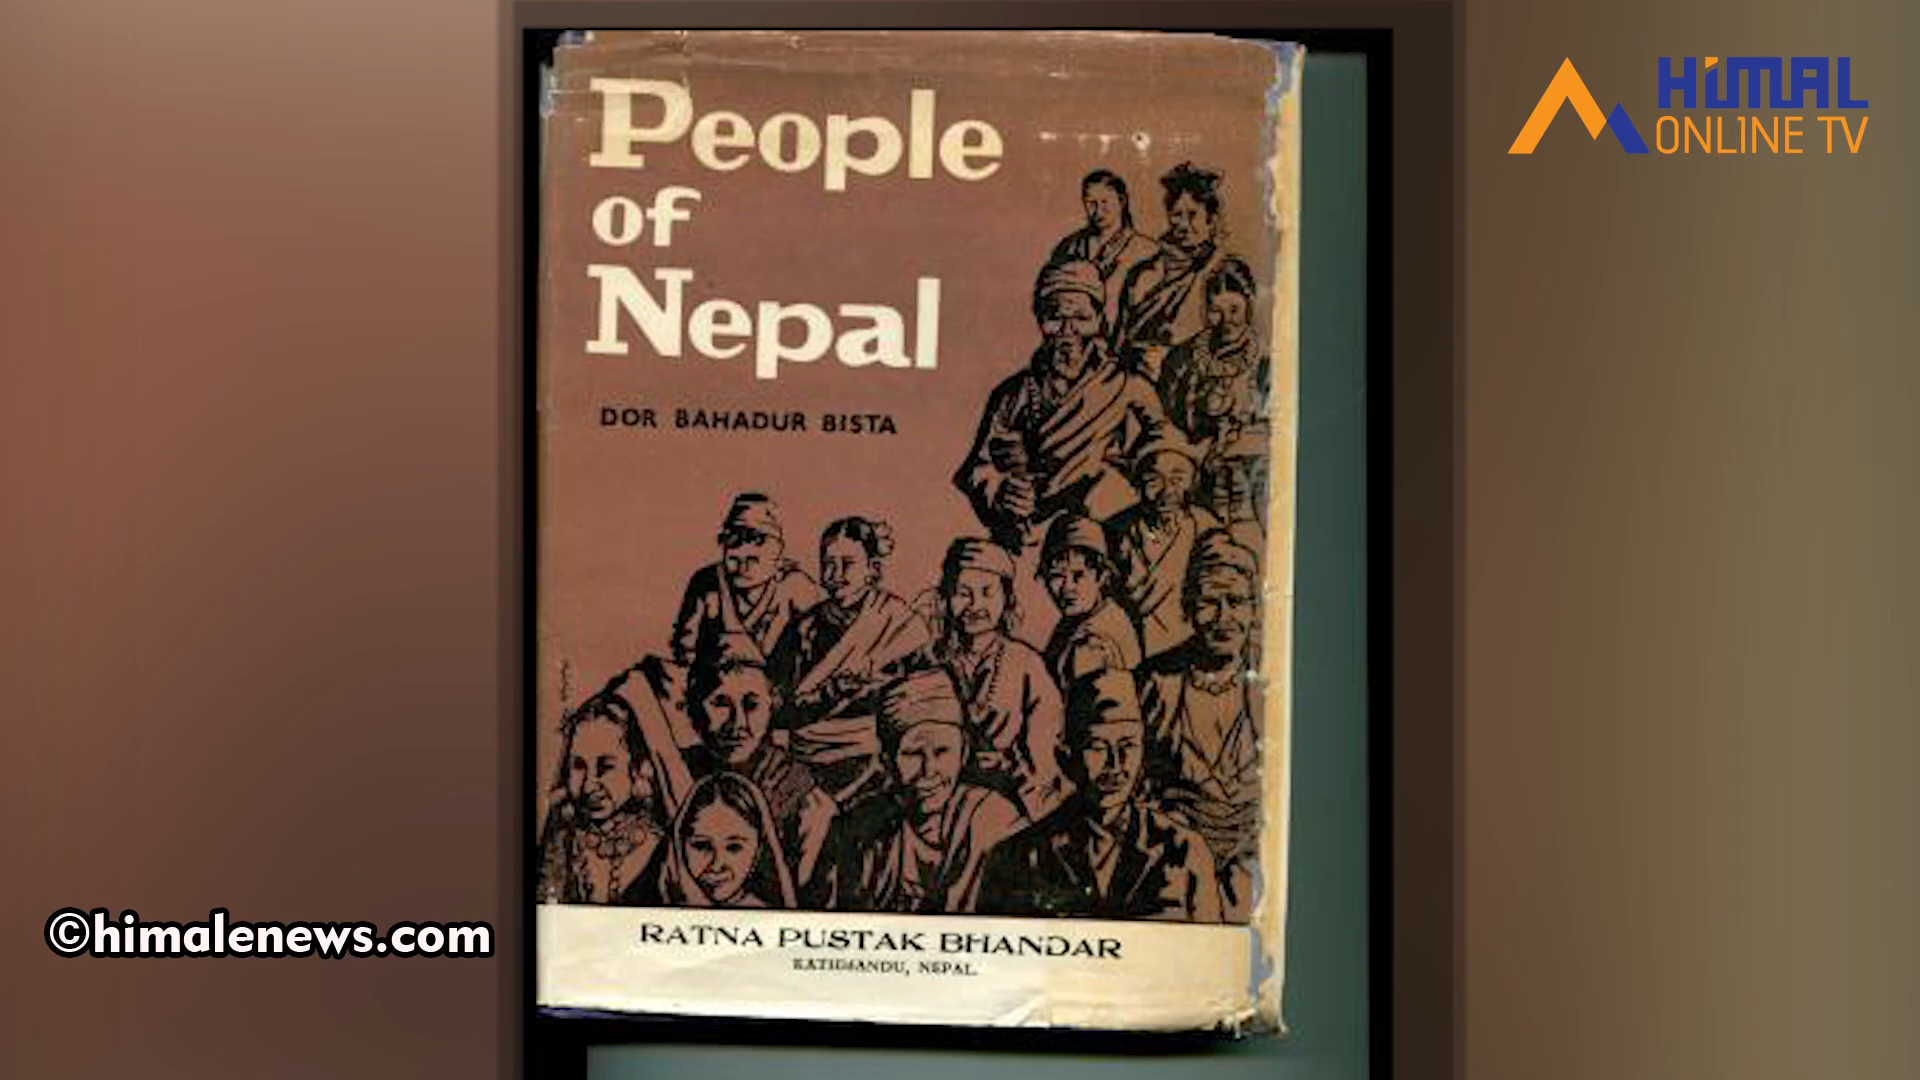 People
of
Nepal
DOR BAHADUR BISTA
RATNA PUSTAK BHANDAR
KATHMANDU, NEPAL.
HiMAL
ONLINE TV
©himalenews.com